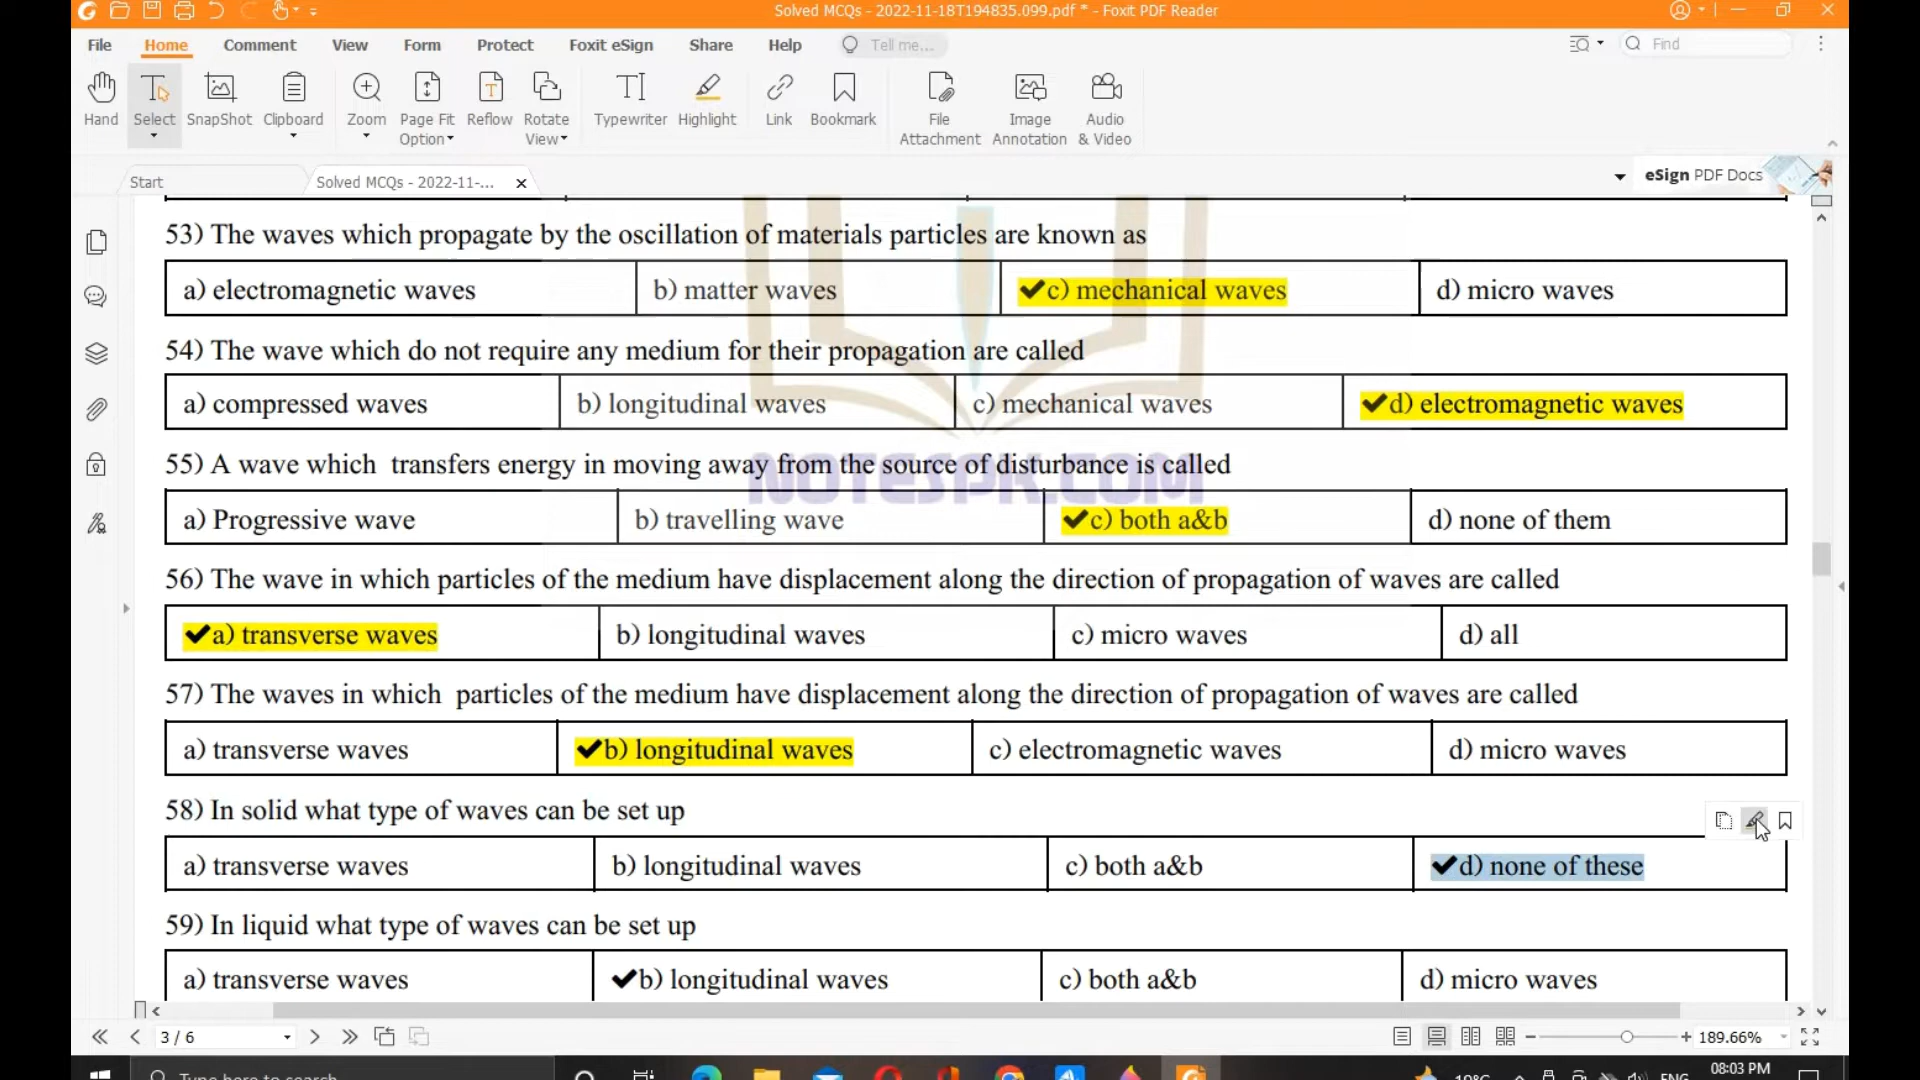 Solved MCQs - 2022-11-18T194835.099.pdf * - Foxit PDF Reader
File Home Comment View Form Protect Foxit eSign Share Help Tell me... Find
Hand Select SnapShot Clipboard Zoom Page Fit Option Reflow Rotate View Typewriter Highlight Link Bookmark File Attachment Image Annotation Audio & Video
Start Solved MCQs - 2022-11-... eSign PDF Docs
53) The waves which propagate by the oscillation of materials particles are known as
a) electromagnetic waves b) matter waves ✔c) mechanical waves d) micro waves
54) The wave which do not require any medium for their propagation are called
a) compressed waves b) longitudinal waves c) mechanical waves ✔d) electromagnetic waves
55) A wave which transfers energy in moving away from the source of disturbance is called
NOTESPK.COM
a) Progressive wave b) travelling wave ✔c) both a&b d) none of them
56) The wave in which particles of the medium have displacement along the direction of propagation of waves are called
✔a) transverse waves b) longitudinal waves c) micro waves d) all
57) The waves in which particles of the medium have displacement along the direction of propagation of waves are called
a) transverse waves ✔b) longitudinal waves c) electromagnetic waves d) micro waves
58) In solid what type of waves can be set up
a) transverse waves b) longitudinal waves c) both a&b ✔d) none of these
59) In liquid what type of waves can be set up
a) transverse waves ✔b) longitudinal waves c) both a&b d) micro waves
3 / 6 189.66%
Type here to search 19°C ENG 08:03 PM